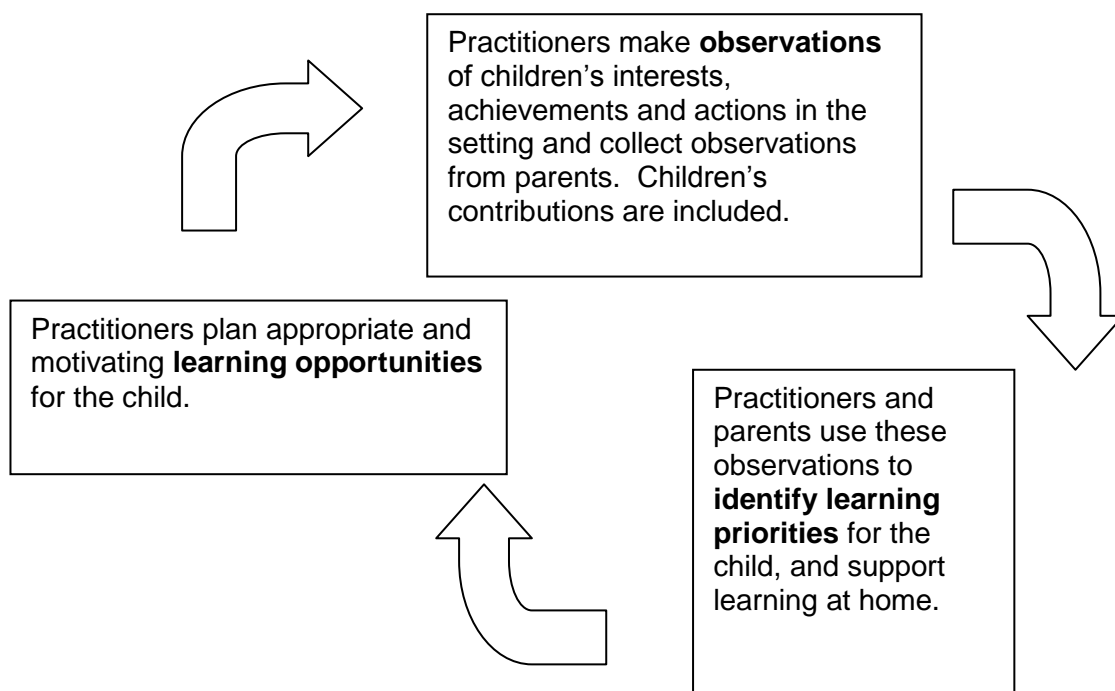 Practitioners make observations
of children’s interests,
achievements and actions in the
setting and collect observations
from parents.  Children’s
contributions are included.
Practitioners plan appropriate and
motivating learning opportunities
for the child.
Practitioners and
parents use these
observations to
identify learning
priorities for the
child, and support
learning at home.